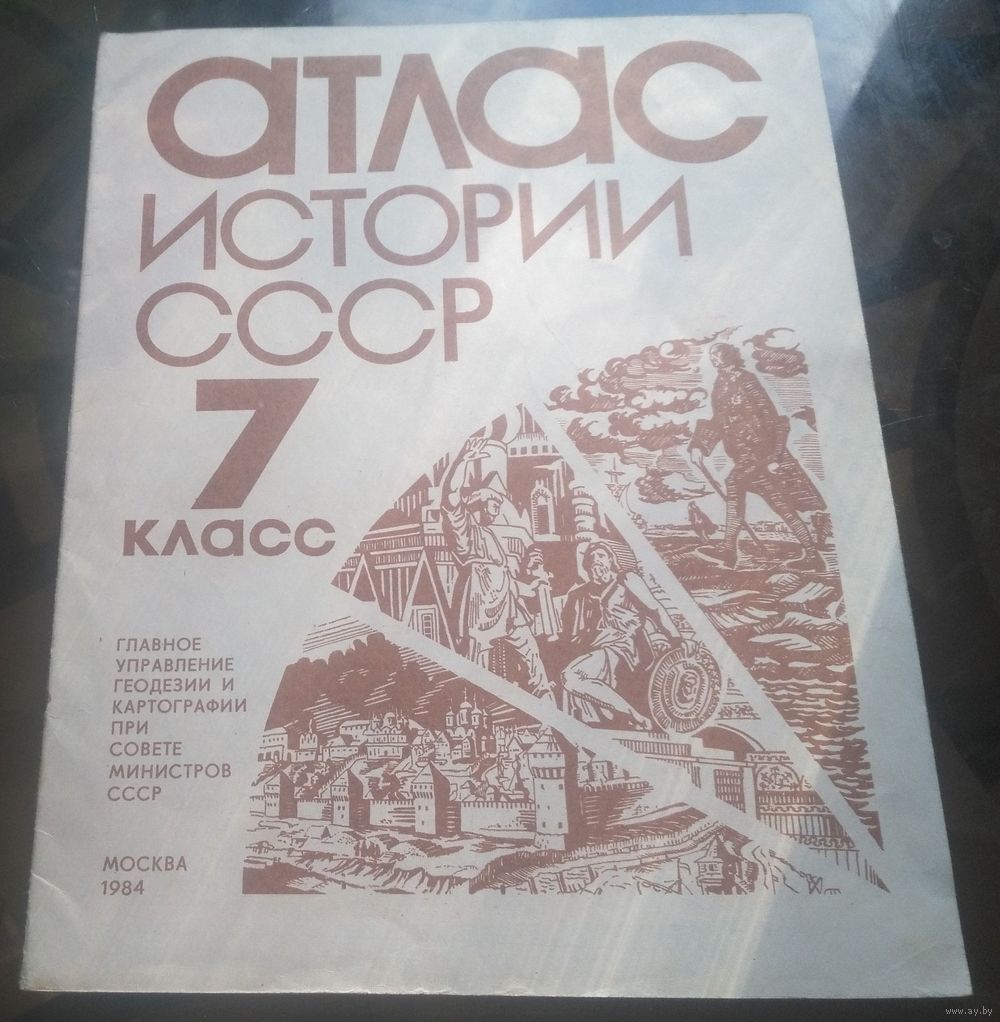 атлас
ИСТОРИИ
СССР
7
класс
ГЛАВНОЕ
УПРАВЛЕНИЕ
ГЕОДЕЗИИ И
КАРТОГРАФИИ
ПРИ
СОВЕТЕ
МИНИСТРОВ
СССР
МОСКВА
1984
www.ay.by